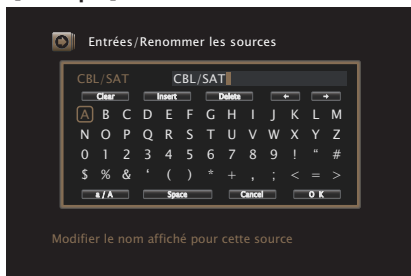 Entrées/Renommer les sources
CBL/SAT CBL/SAT
Clear Insert Delete ← →
A B C D E F G H I J K L M
N O P Q R S T U V W X Y Z
0 1 2 3 4 5 6 7 8 9 ! “ #
$ % & ‘ ( ) * + , ; < = >
a / A Space Cancel O K
Modifier le nom affiché pour cette source